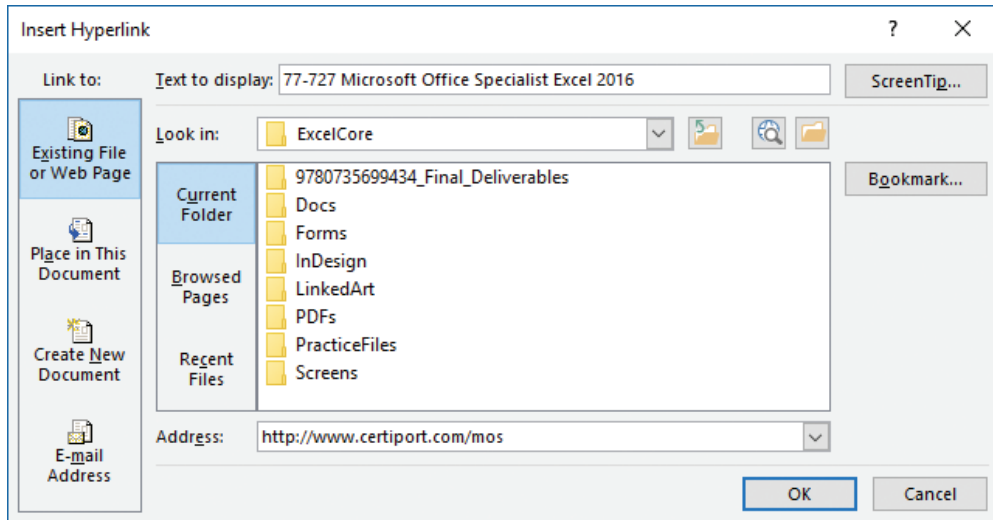 Insert Hyperlink
?
Link to:
Text to display: 77-727 Microsoft Office Specialist Excel 2016
ScreenTip...
Existing File
or Web Page
Look in:
ExcelCore
Current
Folder
9780735699434_Final_Deliverables
Docs
Forms
InDesign
LinkedArt
PDFs
PracticeFiles
Screens
Bookmark...
Place in This
Document
Browsed
Pages
Create New
Document
Recent
Files
E-mail
Address
Address:
http://www.certiport.com/mos
OK
Cancel